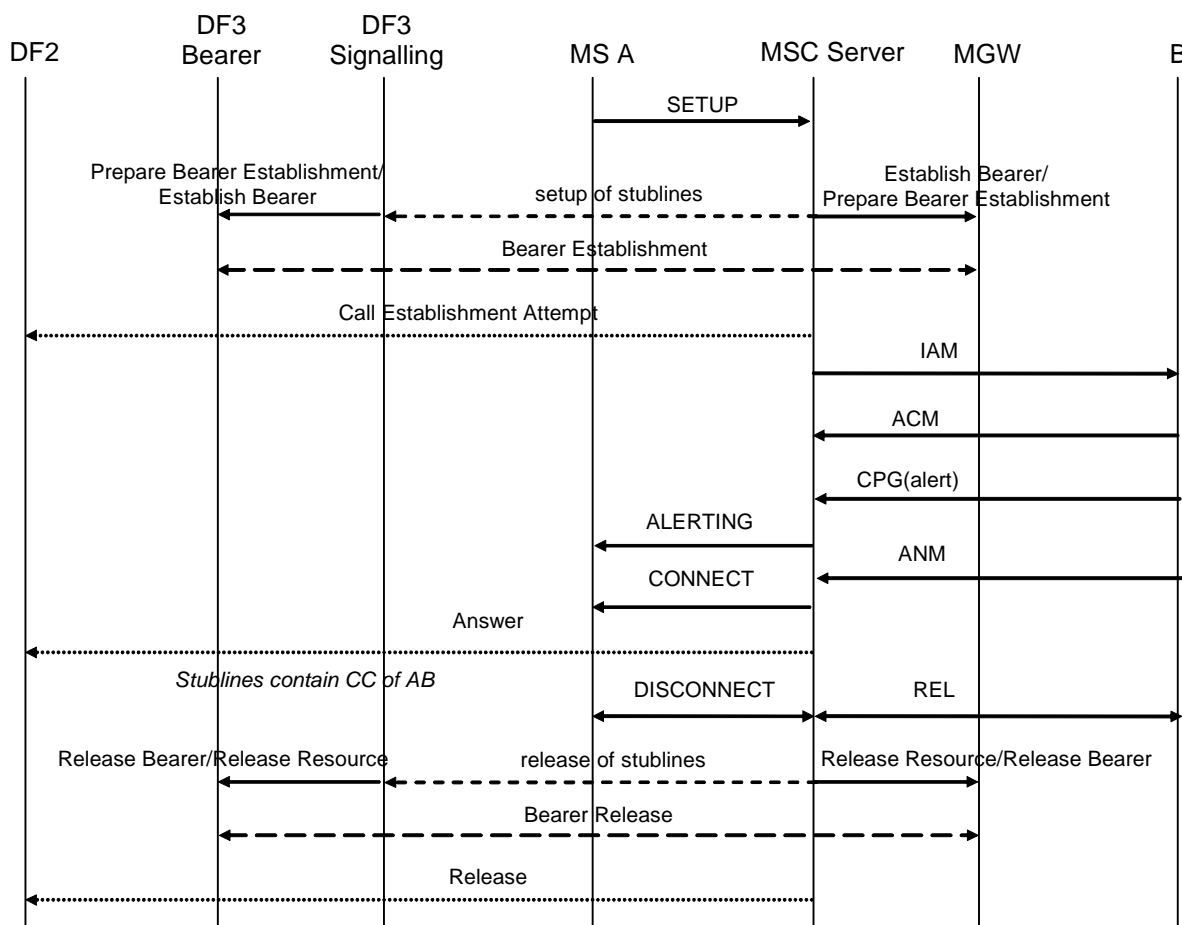 DF2
DF3
Bearer
DF3
Signalling
MS A
MSC Server
MGW
B
SETUP
Prepare Bearer Establishment/
Establish Bearer
setup of stublines
Establish Bearer/
Prepare Bearer Establishment
Bearer Establishment
Call Establishment Attempt
IAM
ACM
CPG(alert)
ALERTING
ANM
CONNECT
Answer
Stublines contain CC of AB
DISCONNECT
REL
Release Bearer/Release Resource
release of stublines
Release Resource/Release Bearer
Bearer Release
Release